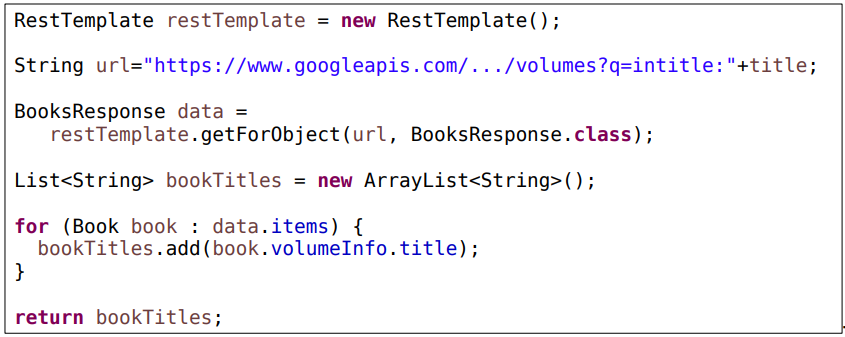 RestTemplate restTemplate = new RestTemplate();
String url="https://www.googleapis.com/.../volumes?q=intitle:"+title;
BooksResponse data =
restTemplate.getForObject(url, BooksResponse.class);
List<String> bookTitles = new ArrayList<String>();
for (Book book : data.items) {
bookTitles.add(book.volumeInfo.title);
}
return bookTitles;